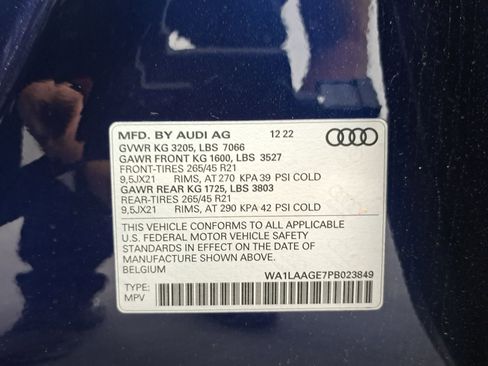 MFD. BY AUDI AG 12 22
GVWR KG 3205, LBS 7066
GAWR FRONT KG 1600, LBS 3527
FRONT-TIRES 265/45 R21
9,5JX21 RIMS, AT 270 KPA 39 PSI COLD
GAWR REAR KG 1725, LBS 3803
REAR-TIRES 265/45 R21
9,5JX21 RIMS, AT 290 KPA 42 PSI COLD
THIS VEHICLE CONFORMS TO ALL APPLICABLE
U.S. FEDERAL MOTOR VEHICLE SAFETY
STANDARDS IN EFFECT ON THE DATE OF
MANUFACTURE SHOWN ABOVE.
BELGIUM WA1LAAGE7PB023849
TYPE:
MPV